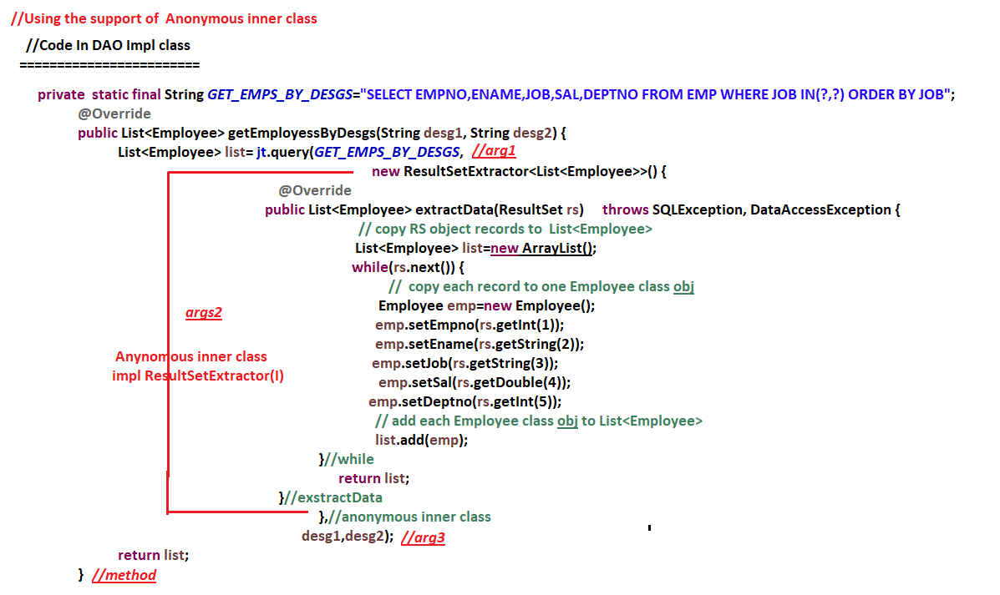 //Using the support of Anonymous inner class
//Code In DAO Impl class
========================
private static final String GET_EMPS_BY_DESGS="SELECT EMPNO,ENAME,JOB,SAL,DEPTNO FROM EMP WHERE JOB IN(?,?) ORDER BY JOB";
@Override
public List<Employee> getEmployessByDesgs(String desg1, String desg2) {
List<Employee> list= jt.query(GET_EMPS_BY_DESGS, //arg1
new ResultSetExtractor<List<Employee>>() {
@Override
public List<Employee> extractData(ResultSet rs) throws SQLException, DataAccessException {
// copy RS object records to List<Employee>
List<Employee> list=new ArrayList();
while(rs.next()) {
// copy each record to one Employee class obj
Employee emp=new Employee();
args2
emp.setEmpno(rs.getInt(1));
emp.setEname(rs.getString(2));
Anynomous inner class
emp.setJob(rs.getString(3));
impl ResultSetExtractor(I)
emp.setSal(rs.getDouble(4));
emp.setDeptno(rs.getInt(5));
// add each Employee class obj to List<Employee>
list.add(emp);
}//while
return list;
}//exstractData
},//anonymous inner class
desg1,desg2); //arg3
return list;
} //method